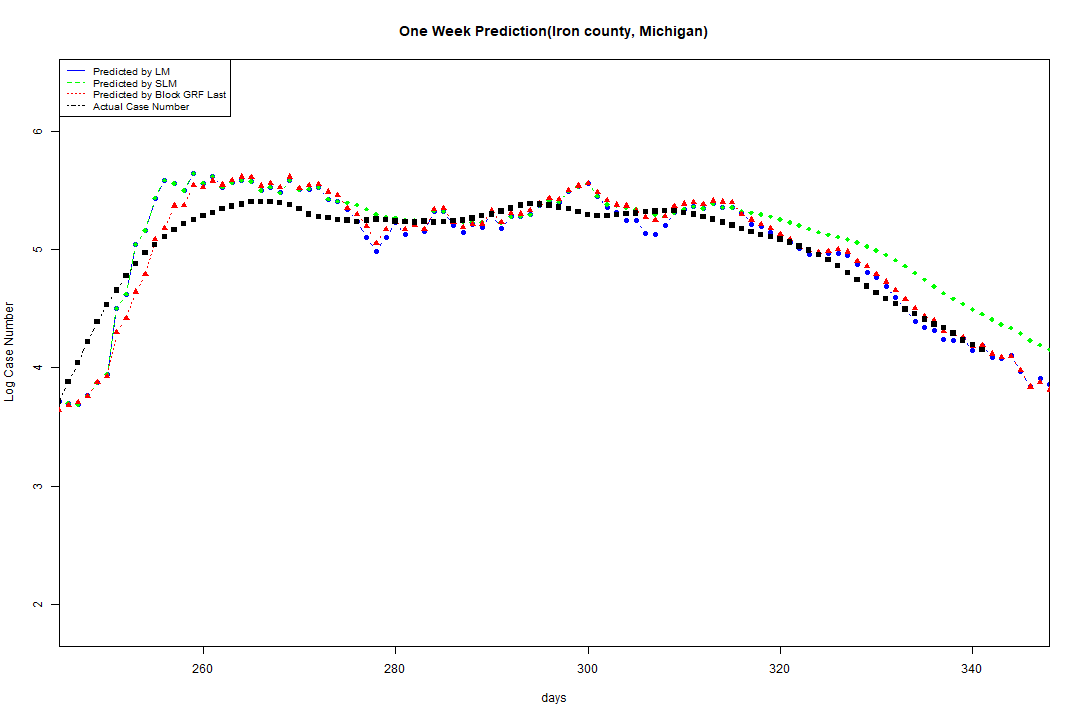 One Week Prediction(Iron county, Michigan)
Predicted by LM
Predicted by SLM
Predicted by Block GRF Last
Actual Case Number
6
5
4
3
2
Log Case Number
260 280 300 320 340
days